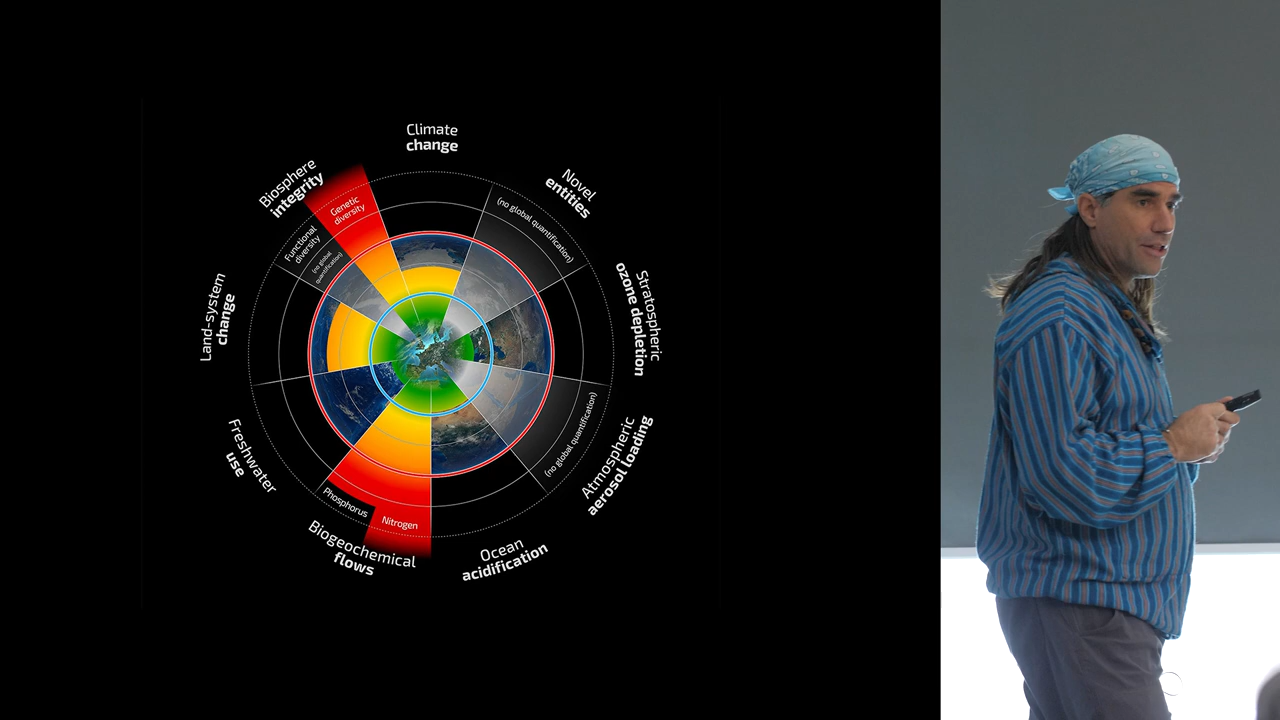 Climate
change
Novel
entities
(no global quantification)
Stratospheric
ozone depletion
Atmospheric
aerosol loading
(no global quantification)
Ocean
acidification
Biogeochemical
flows
Phosphorus
Nitrogen
Freshwater
use
Land-system
change
Biosphere
integrity
Functional
diversity
(no global
quantification)
Genetic
diversity